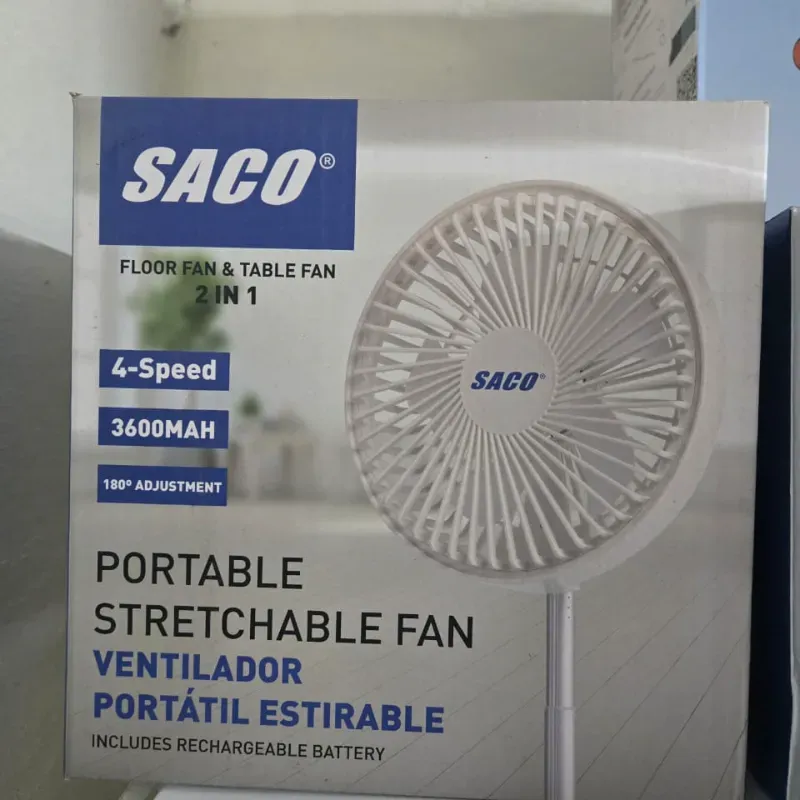 SACO®
FLOOR FAN & TABLE FAN
2 IN 1
4-Speed
3600MAH
180º ADJUSTMENT
SACO®
PORTABLE
STRETCHABLE FAN
VENTILADOR
PORTÁTIL ESTIRABLE
INCLUDES RECHARGEABLE BATTERY